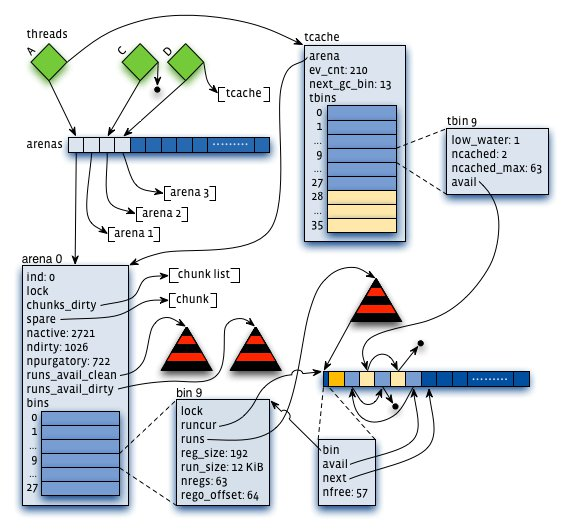 threads
A
C
D
tcache
arena
ev_cnt: 210
next_gc_bin: 13
tbins
0
1
...
9
...
27
28
...
35
[tcache]
tbin 9
low_water: 1
ncached: 2
ncached_max: 63
avail
arenas
.........
[arena 3]
[arena 2]
[arena 1]
arena 0
ind: 0
lock
chunks_dirty
spare
nactive: 2721
ndirty: 1026
npurgatory: 722
runs_avail_clean
runs_avail_dirty
bins
0
1
...
9
...
27
[chunk list]
[chunk]
bin 9
lock
runcur
runs
reg_size: 192
run_size: 12 KiB
nregs: 63
rego_offset: 64
.........
bin
avail
next
nfree: 57